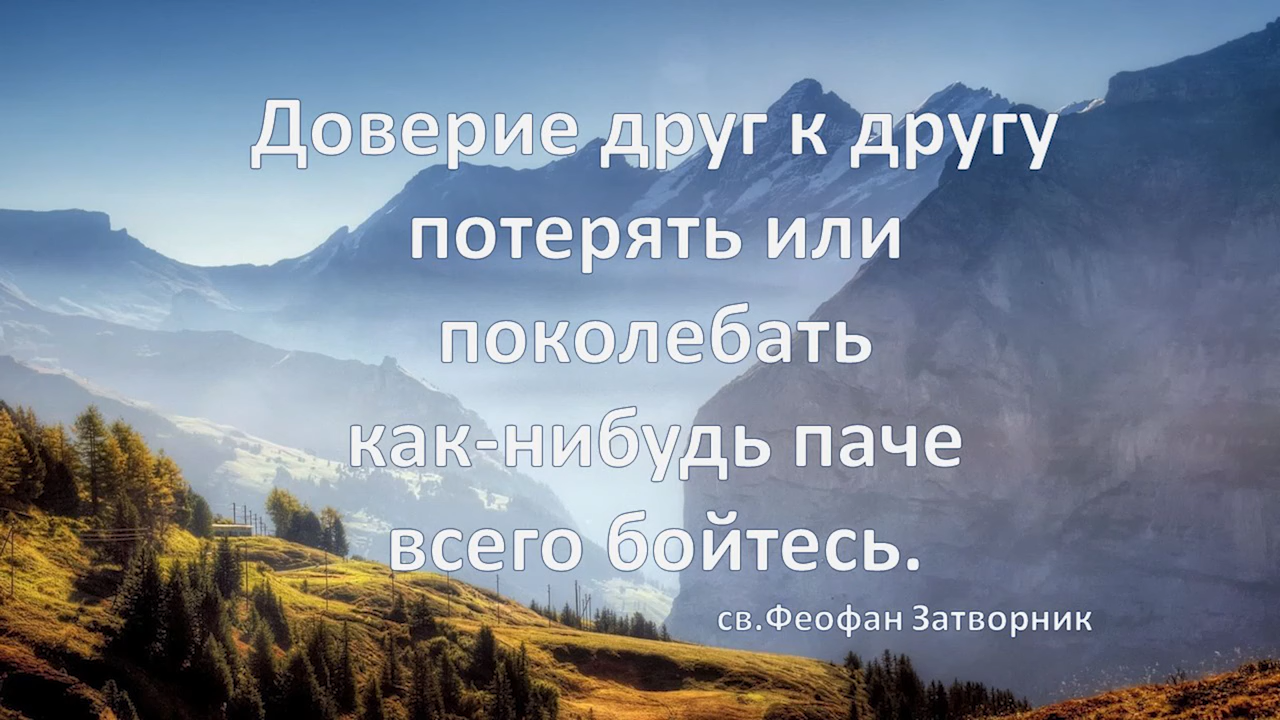 Доверие друг к другу
потерять или
поколебать
как-нибудь паче
всего бойтесь.
св.Феофан Затворник